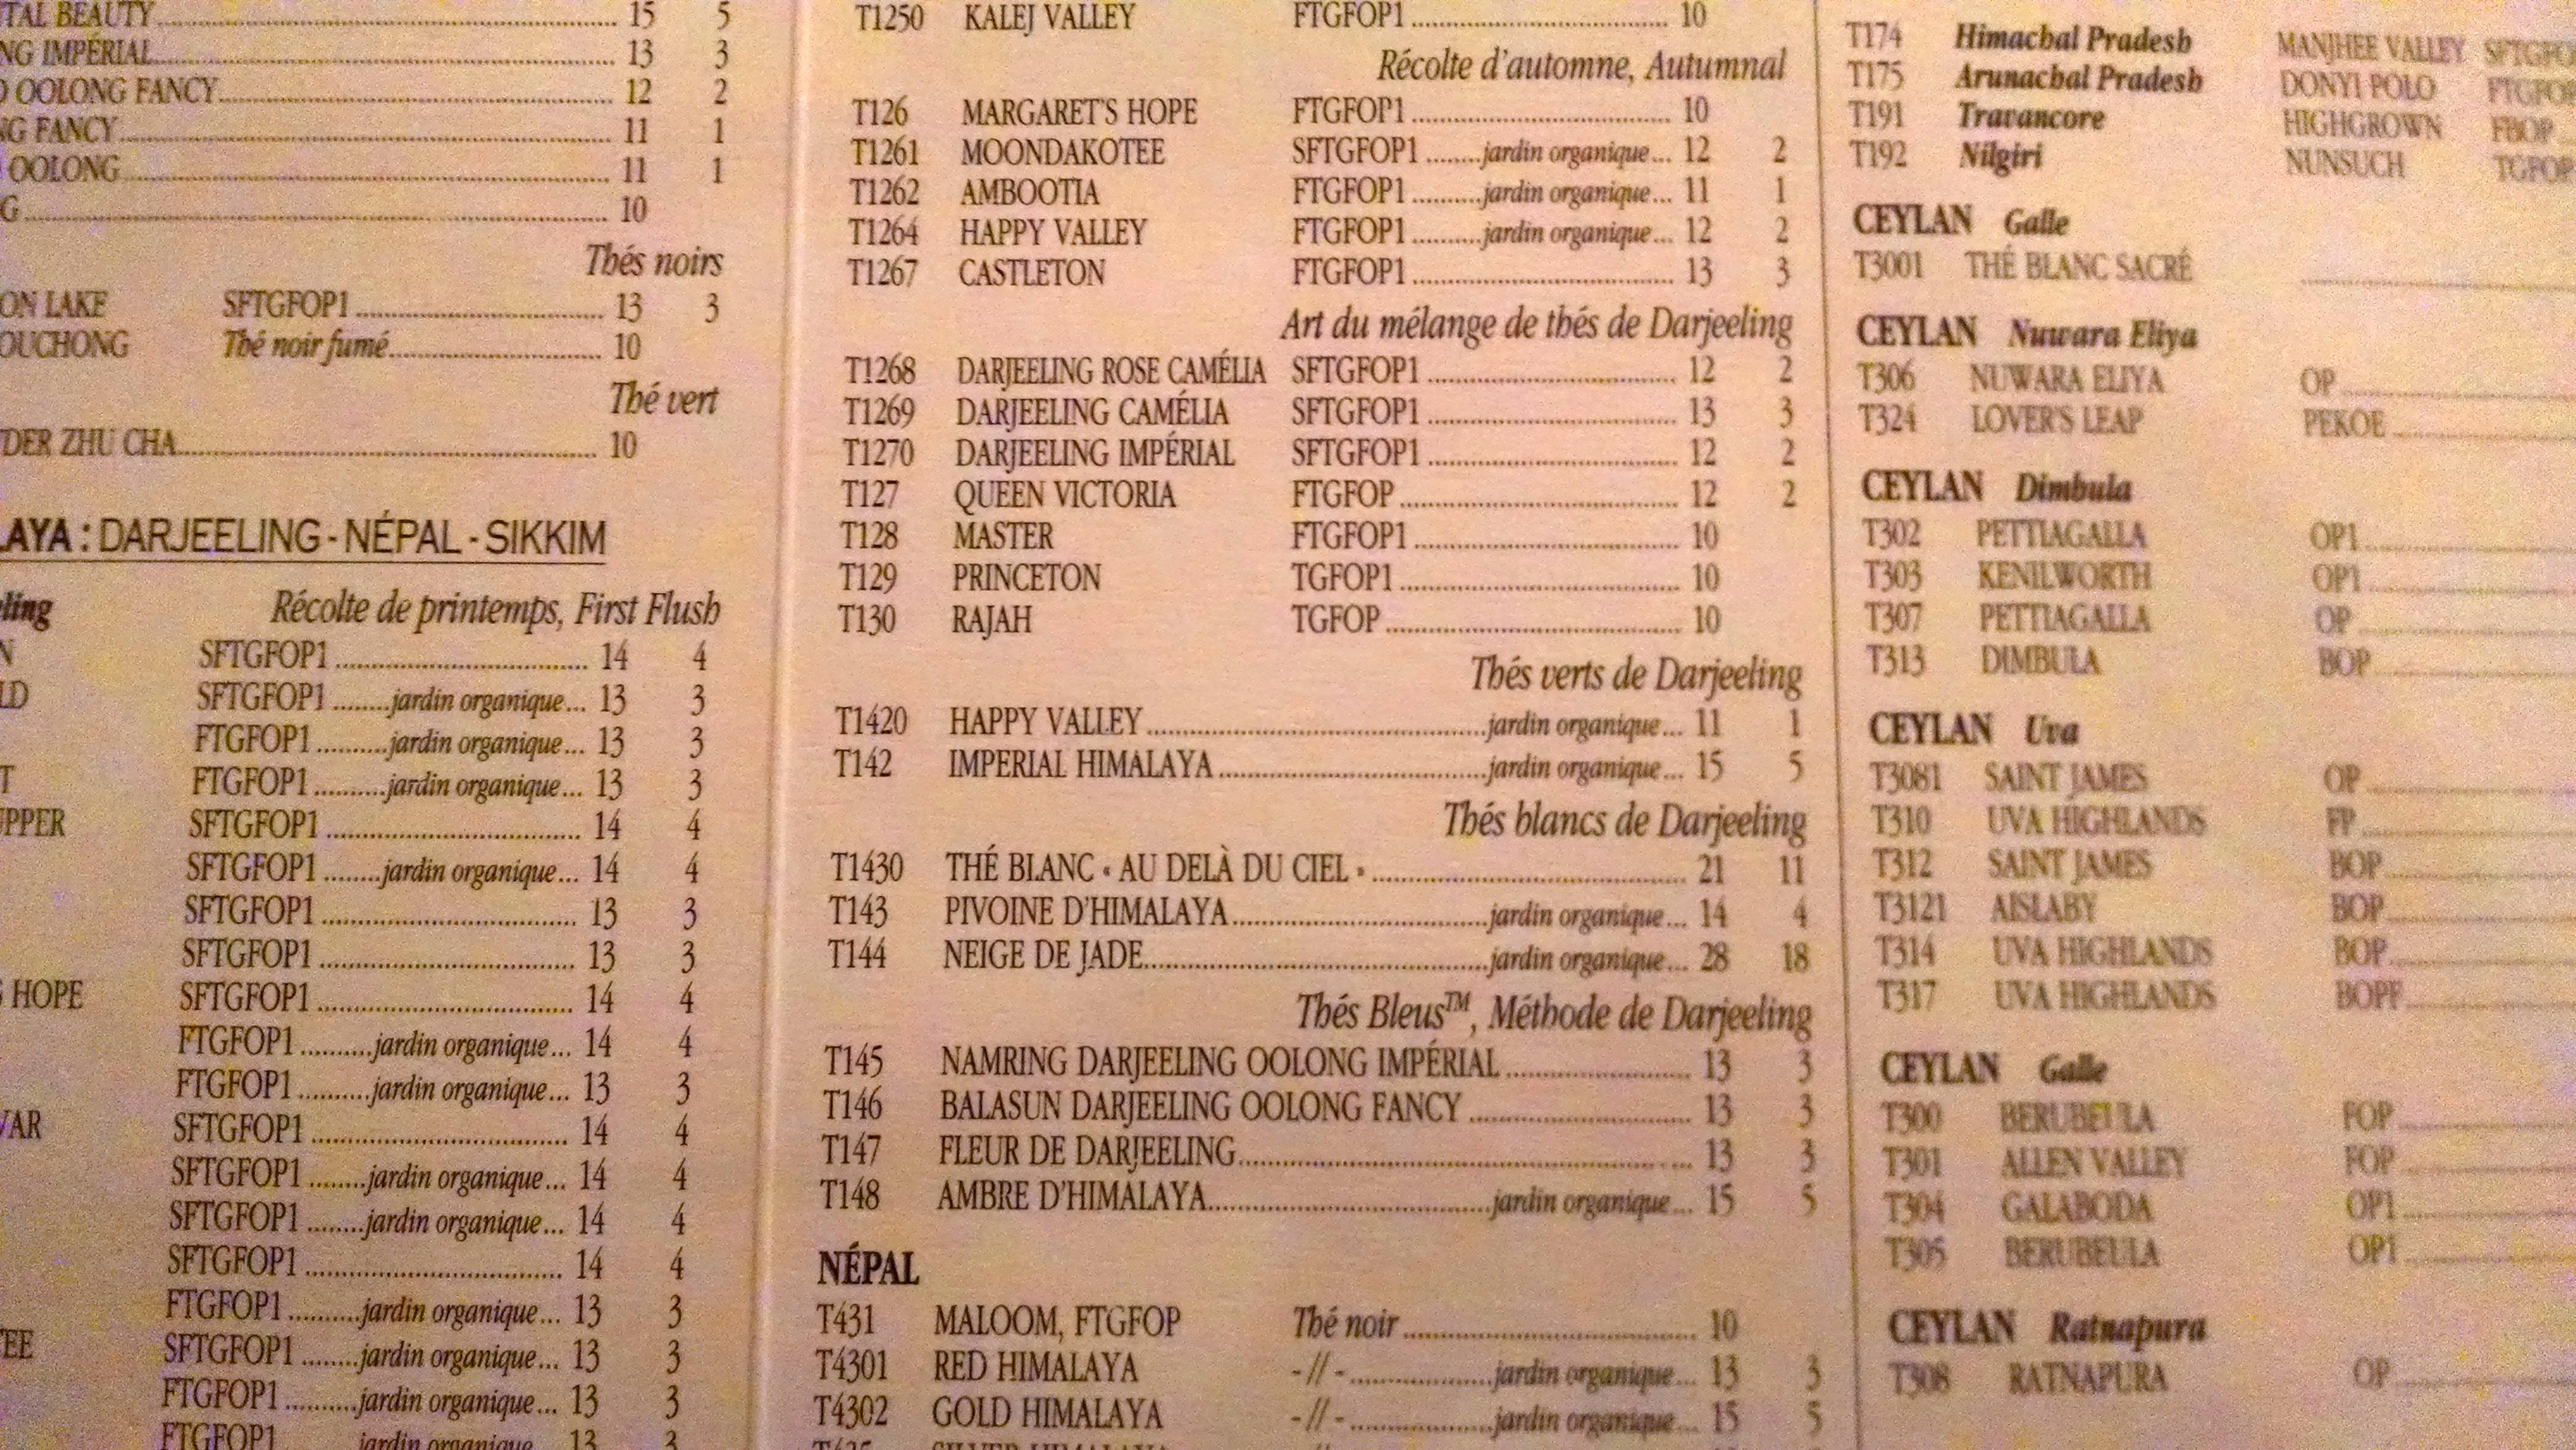 TAL BEAUTY 15 5
NG IMPÉRIAL 13 3
OOLONG FANCY 12 2
NG FANCY 11 1
OOLONG 11 1
G 10
Thés noirs
ON LAKE SFTGFOP1 13 3
OUCHONG Thé noir fumé 10
Thé vert
DER ZHU CHA 10
LAYA : DARJEELING - NÉPAL - SIKKIM
ling Récolte de printemps, First Flush
N SFTGFOP1 14 4
LD SFTGFOP1 jardin organique 13 3
FTGFOP1 jardin organique 13 3
T FTGFOP1 jardin organique 13 3
UPPER SFTGFOP1 14 4
SFTGFOP1 jardin organique 14 4
SFTGFOP1 13 3
SFTGFOP1 13 3
S HOPE SFTGFOP1 14 4
FTGFOP1 jardin organique 14 4
FTGFOP1 jardin organique 13 3
VAR SFTGFOP1 14 4
SFTGFOP1 jardin organique 14 4
SFTGFOP1 jardin organique 14 4
SFTGFOP1 14 4
FTGFOP1 jardin organique 13 3
TEE SFTGFOP1 jardin organique 13 3
FTGFOP1 jardin organique 13 3
FTGFOP1 jardin organique 13 3
T1250 KALEJ VALLEY FTGFOP1 10
Récolte d'automne, Autumnal
T126 MARGARET'S HOPE FTGFOP1 10
T1261 MOONDAKOTEE SFTGFOP1 jardin organique 12 2
T1262 AMBOOTIA FTGFOP1 jardin organique 11 1
T1264 HAPPY VALLEY FTGFOP1 jardin organique 12 2
T1267 CASTLETON FTGFOP1 13 3
Art du mélange de thés de Darjeeling
T1268 DARJEELING ROSE CAMÉLIA SFTGFOP1 12 2
T1269 DARJEELING CAMÉLIA SFTGFOP1 13 3
T1270 DARJEELING IMPÉRIAL SFTGFOP1 12 2
T127 QUEEN VICTORIA FTGFOP 12 2
T128 MASTER FTGFOP1 10
T129 PRINCETON TGFOP1 10
T130 RAJAH TGFOP 10
Thés verts de Darjeeling
T1420 HAPPY VALLEY jardin organique 11 1
T142 IMPERIAL HIMALAYA jardin organique 15 5
Thés blancs de Darjeeling
T1430 THÉ BLANC « AU DELÀ DU CIEL » 21 11
T143 PIVOINE D'HIMALAYA jardin organique 14 4
T144 NEIGE DE JADE jardin organique 28 18
Thés Bleus™, Méthode de Darjeeling
T145 NAMRING DARJEELING OOLONG IMPÉRIAL 13 3
T146 BALASUN DARJEELING OOLONG FANCY 13 3
T147 FLEUR DE DARJEELING 13 3
T148 AMBRE D'HIMALAYA jardin organique 15 5
NÉPAL
T431 MALOOM, FTGFOP Thé noir 10
T4301 RED HIMALAYA -//- jardin organique 13 3
T4302 GOLD HIMALAYA -//- jardin organique 15 5
T174 Himachal Pradesh MANJHEE VALLEY SFTGFO
T175 Arunachal Pradesh DONYI POLO FTGFOP
T191 Travancore HIGHGROWN FBOP
T192 Nilgiri NUNSUCH TGFOP
CEYLAN Galle
T3001 THÉ BLANC SACRÉ
CEYLAN Nuwara Eliya
T306 NUWARA ELIYA OP
T324 LOVER'S LEAP PEKOE
CEYLAN Dimbula
T302 PETTIAGALLA OP1
T303 KENILWORTH OP1
T307 PETTIAGALLA OP
T313 DIMBULA BOP
CEYLAN Uva
T3081 SAINT JAMES OP
T310 UVA HIGHLANDS FP
T312 SAINT JAMES BOP
T3121 AISLABY BOP
T314 UVA HIGHLANDS BOP
T317 UVA HIGHLANDS BOPF
CEYLAN Galle
T300 BERUBEULA FOP
T301 ALLEN VALLEY FOP
T304 GALABODA OP1
T305 BERUBEULA OP1
CEYLAN Ratnapura
T308 RATNAPURA OP